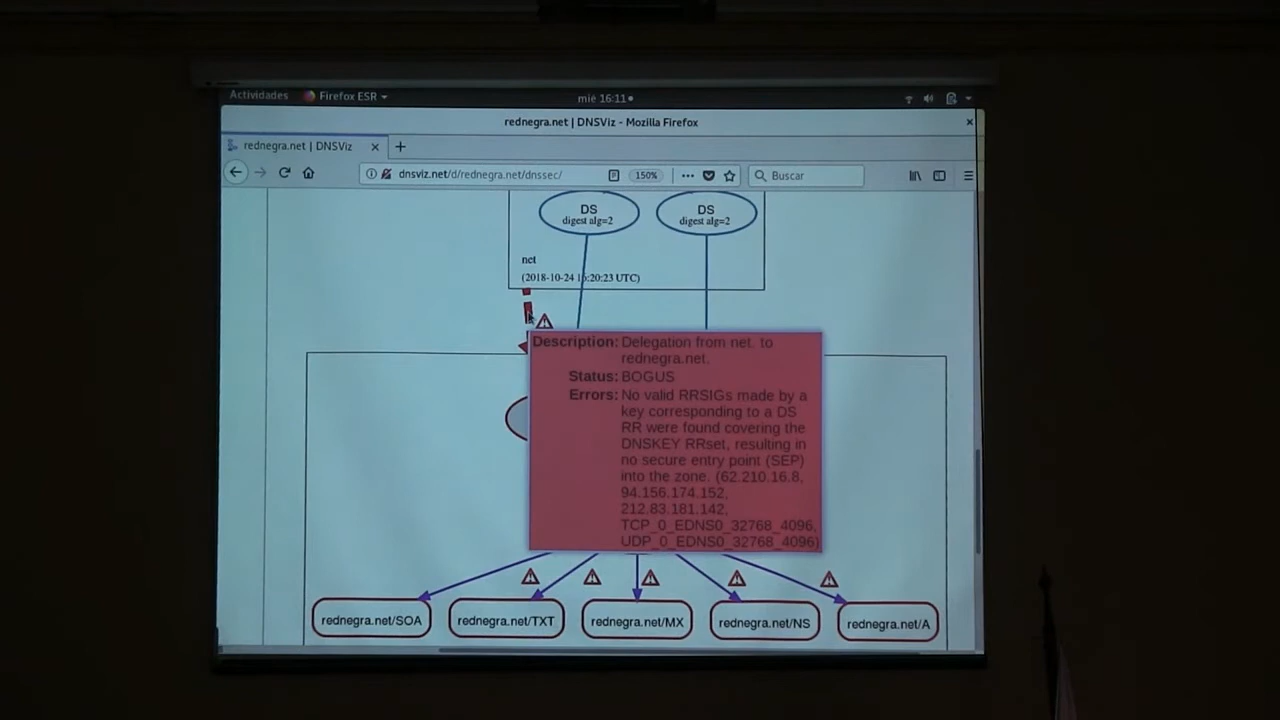 Actividades Firefox ESR mié 16:11
rednegra.net | DNSViz - Mozilla Firefox
rednegra.net | DNSViz
dnsviz.net/d/rednegra.net/dnssec/ 150% Buscar
DS DS
digest alg=2 digest alg=2
net
(2018-10-24 15:20:23 UTC)
Description: Delegation from net. to
rednegra.net.
Status: BOGUS
Errors: No valid RRSIGs made by a
key corresponding to a DS
RR were found covering the
DNSKEY RRset, resulting in
no secure entry point (SEP)
into the zone. (62.210.16.8,
94.156.174.152,
212.83.181.142,
TCP_0_EDNS0_32768_4096,
UDP_0_EDNS0_32768_4096)
rednegra.net/SOA rednegra.net/TXT rednegra.net/MX rednegra.net/NS rednegra.net/A